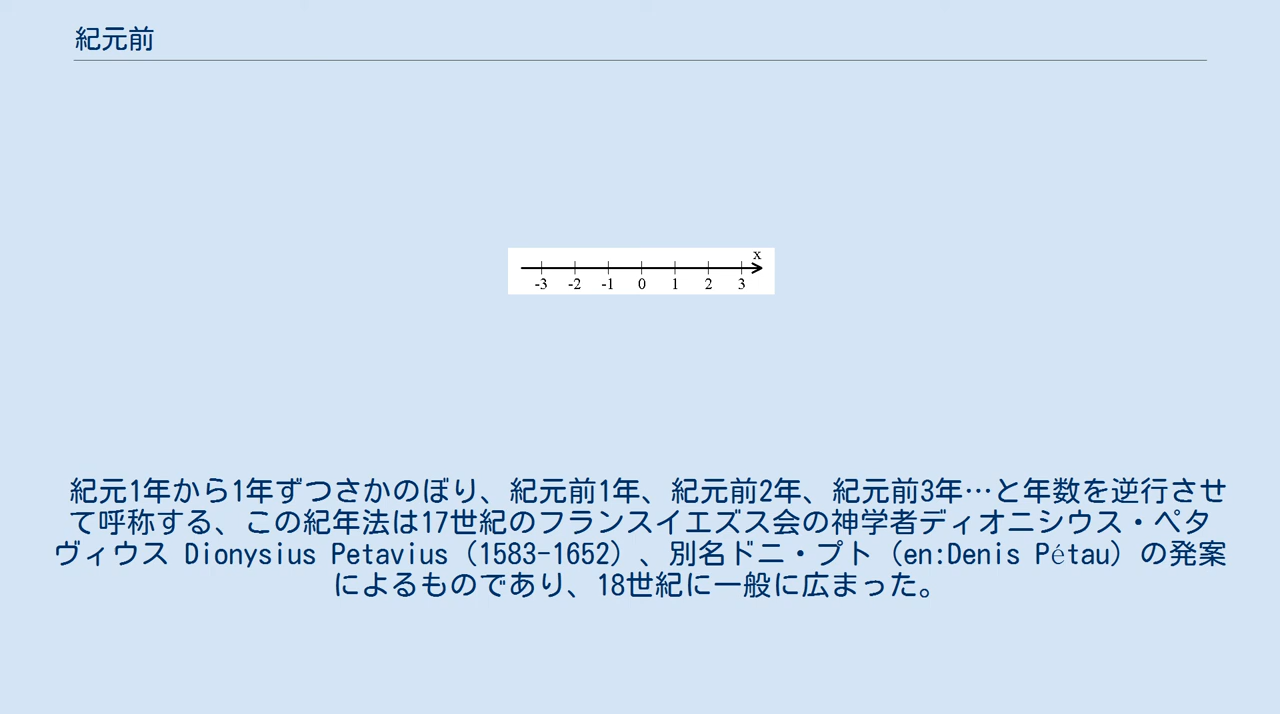 紀元前
x
-3 -2 -1 0 1 2 3
紀元1年から1年ずつさかのぼり、紀元前1年、紀元前2年、紀元前3年…と年数を逆行させ
て呼称する、この紀年法は17世紀のフランスイエズス会の神学者ディオニシウス・ペタ
ヴィウス Dionysius Petavius（1583-1652）、別名ドニ・プト（en:Denis Pétau）の発案
によるものであり、18世紀に一般に広まった。